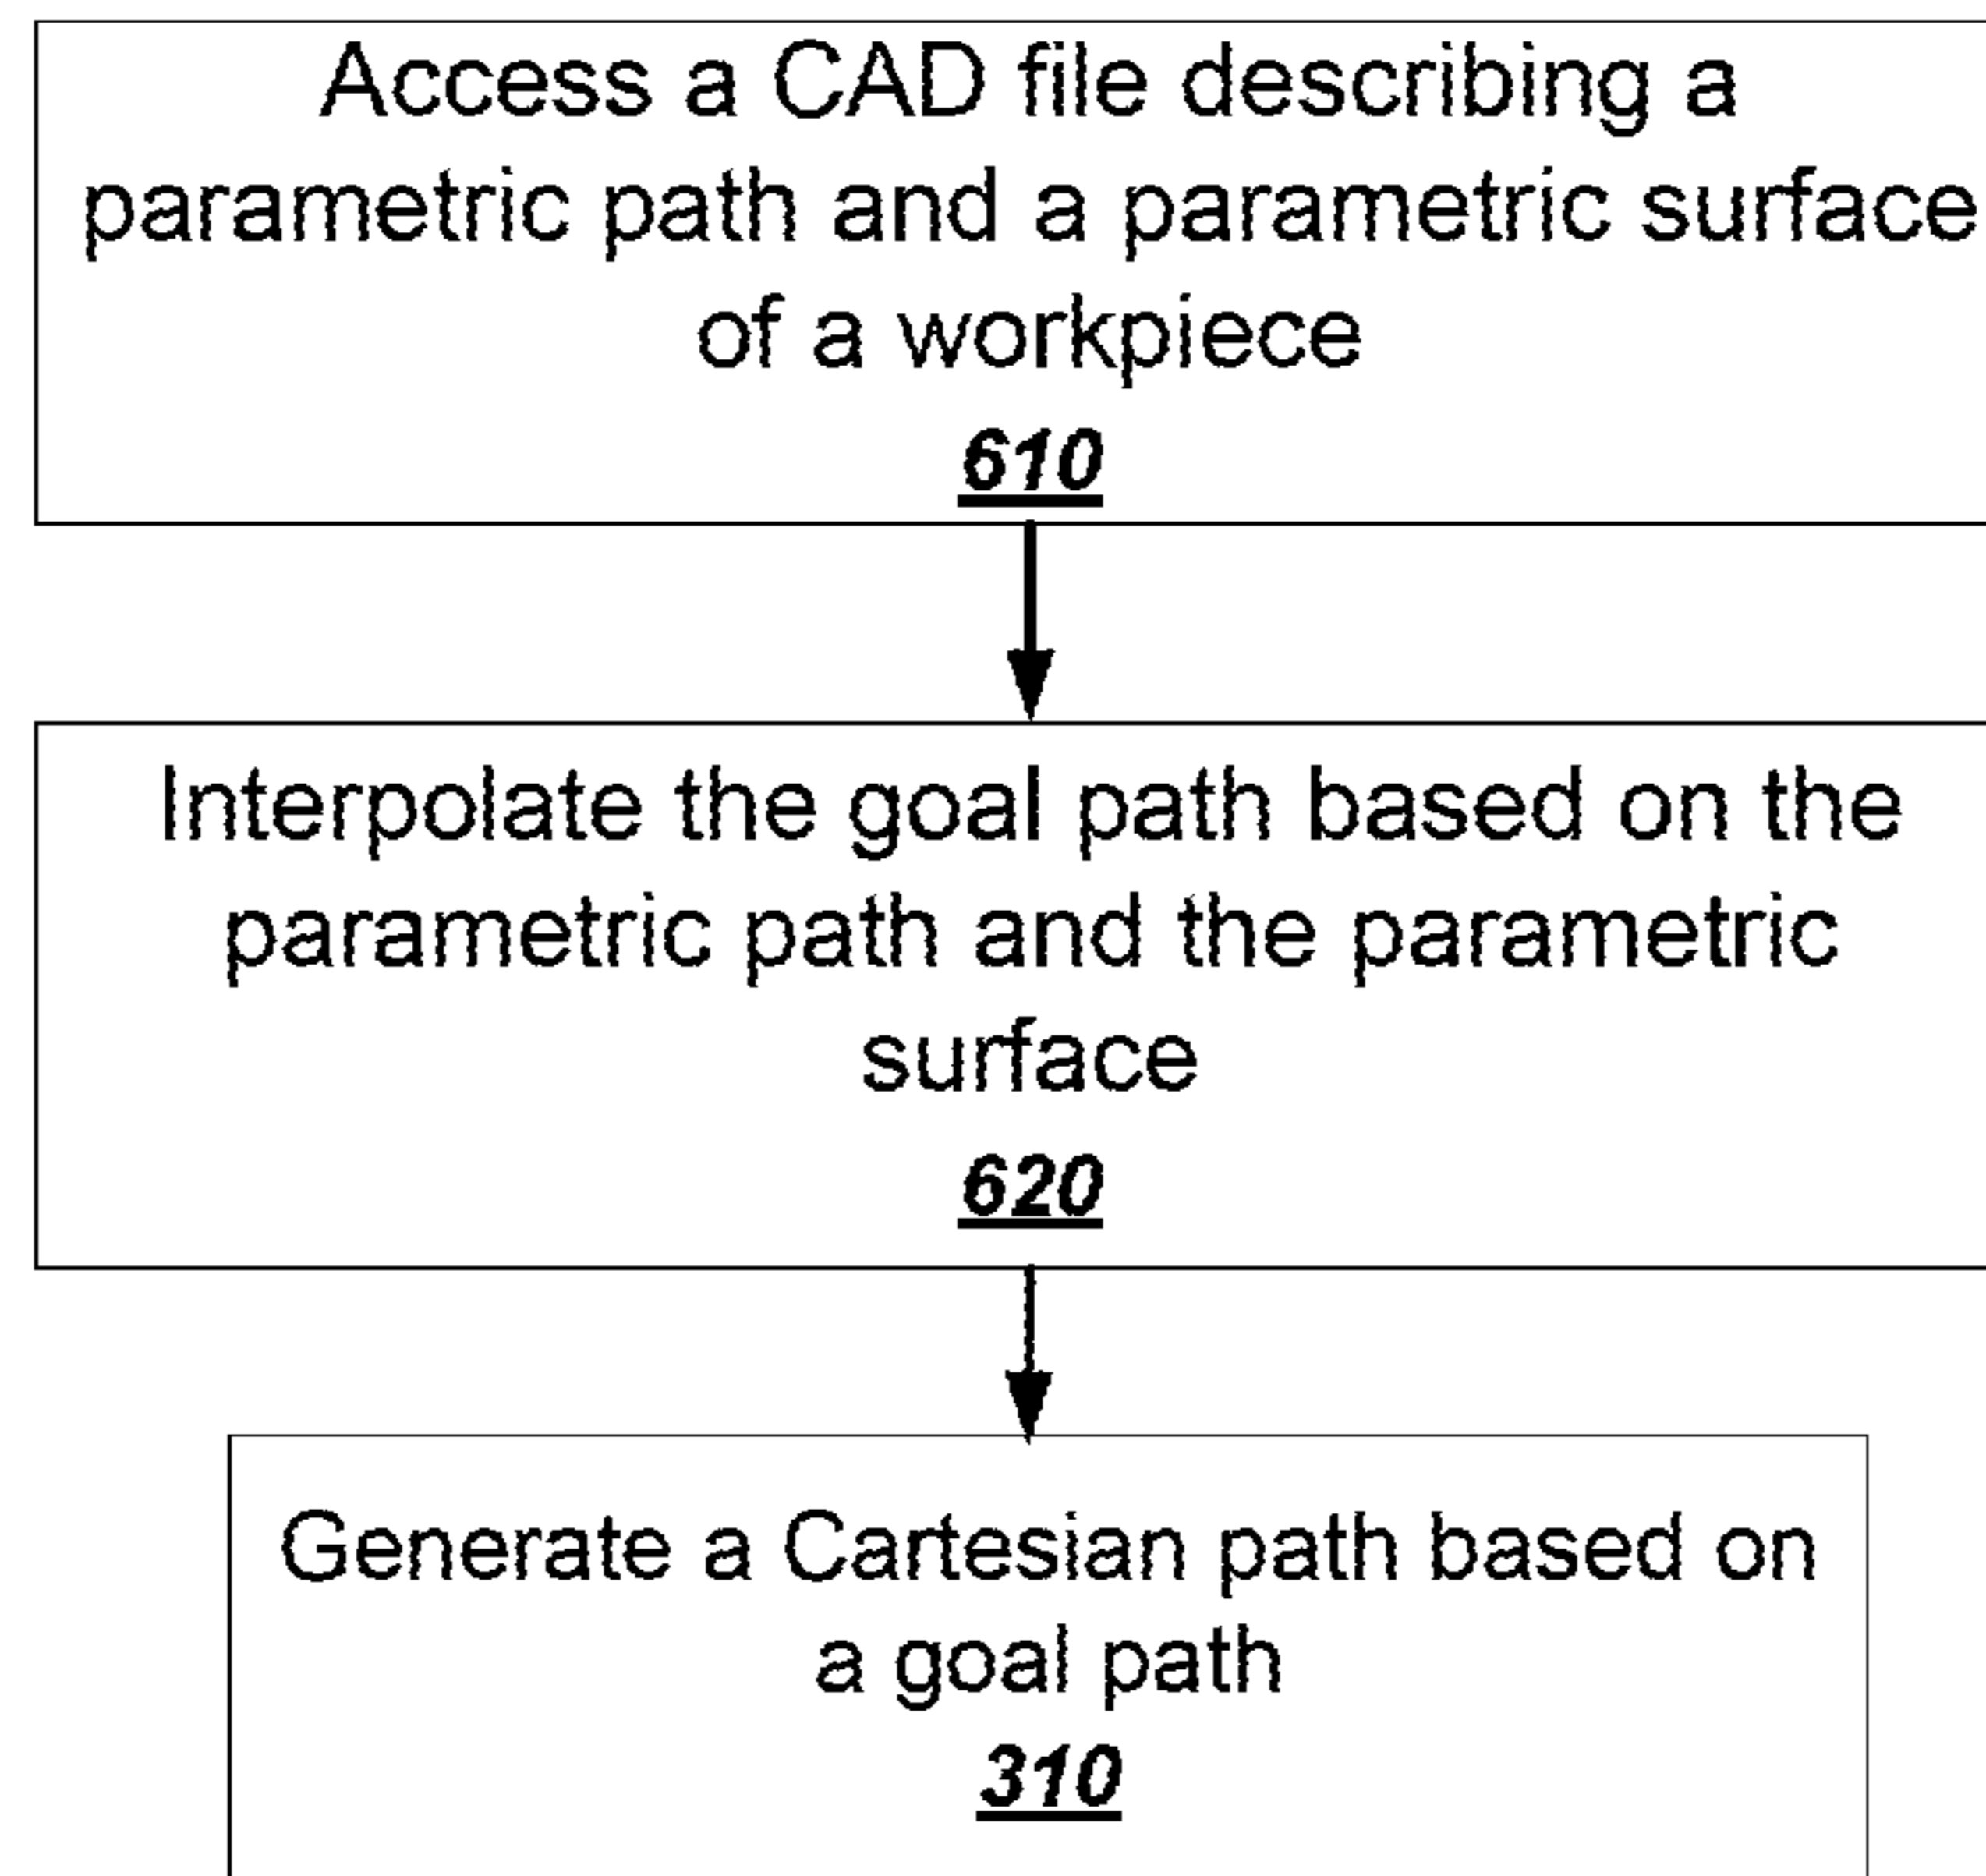 Access a CAD file describing a
parametric path and a parametric surface
of a workpiece
610
Interpolate the goal path based on the
parametric path and the parametric
surface
620
Generate a Cartesian path based on
a goal path
310